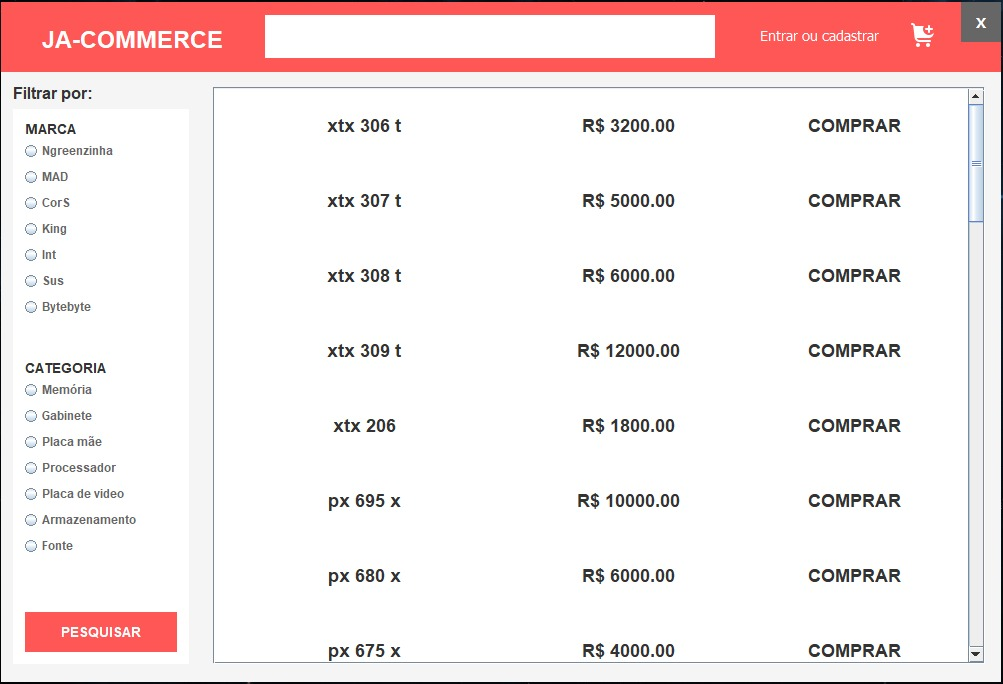 JA-COMMERCE
Entrar ou cadastrar
X
Filtrar por:
MARCA
Ngreenzinha
MAD
CorS
King
Int
Sus
Bytebyte
CATEGORIA
Memória
Gabinete
Placa mãe
Processador
Placa de video
Armazenamento
Fonte
PESQUISAR
xtx 306 t R$ 3200.00 COMPRAR
xtx 307 t R$ 5000.00 COMPRAR
xtx 308 t R$ 6000.00 COMPRAR
xtx 309 t R$ 12000.00 COMPRAR
xtx 206 R$ 1800.00 COMPRAR
px 695 x R$ 10000.00 COMPRAR
px 680 x R$ 6000.00 COMPRAR
px 675 x R$ 4000.00 COMPRAR